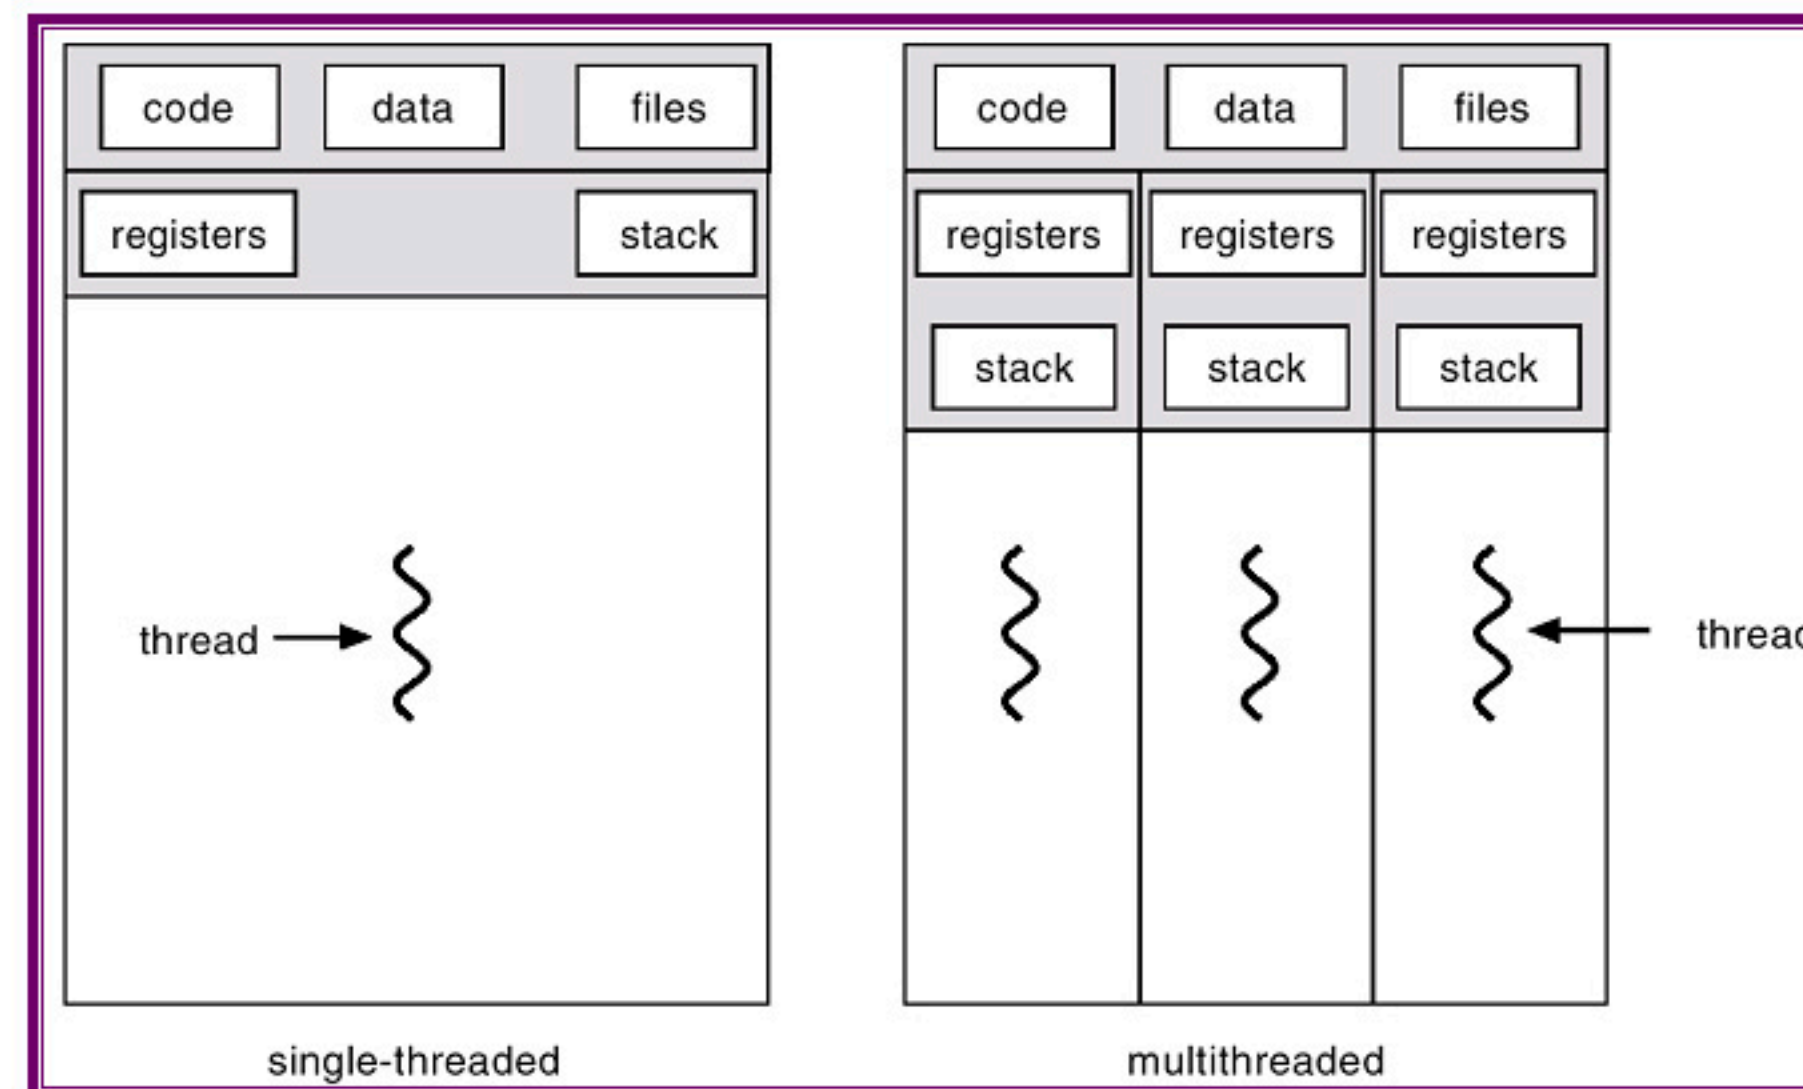 code data files
registers stack
thread
single-threaded
code data files
registers registers registers
stack stack stack
multithreaded